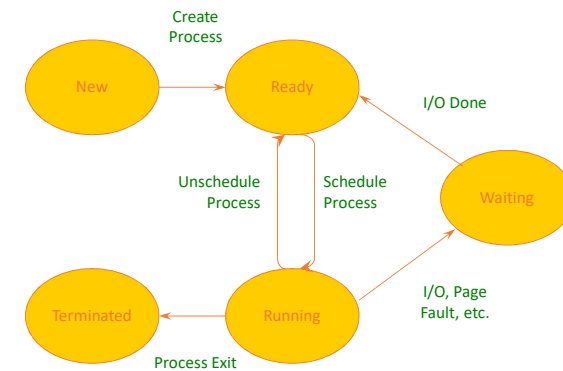 Create
Process
New
Ready
I/O Done
Unschedule
Process
Schedule
Process
Waiting
I/O, Page
Fault, etc.
Terminated
Running
Process Exit